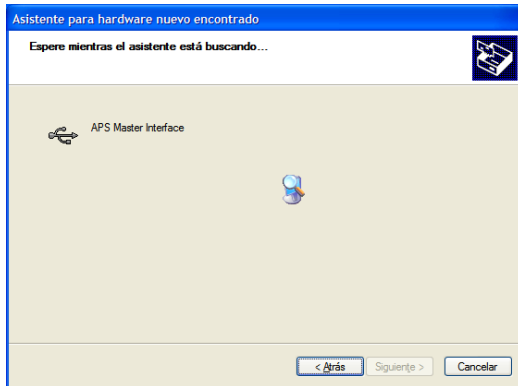 Asistente para hardware nuevo encontrado
Espere mientras el asistente está buscando...
APS Master Interface
< Atrás
Siguiente >
Cancelar